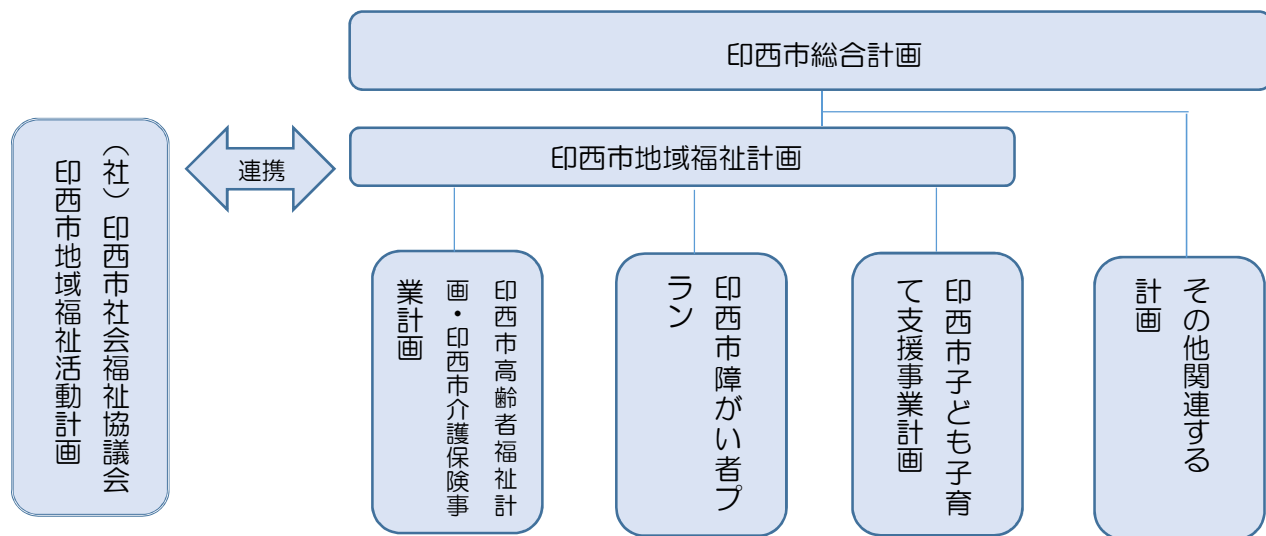 印西市総合計画
印西市地域福祉計画
連携
（社）印西市社会福祉協議会
印西市地域福祉活動計画
印西市高齢者福祉計
画・印西市介護保険事
業計画
印西市障がい者プ
ラン
印西市子ども子育
て支援事業計画
その他関連する
計画